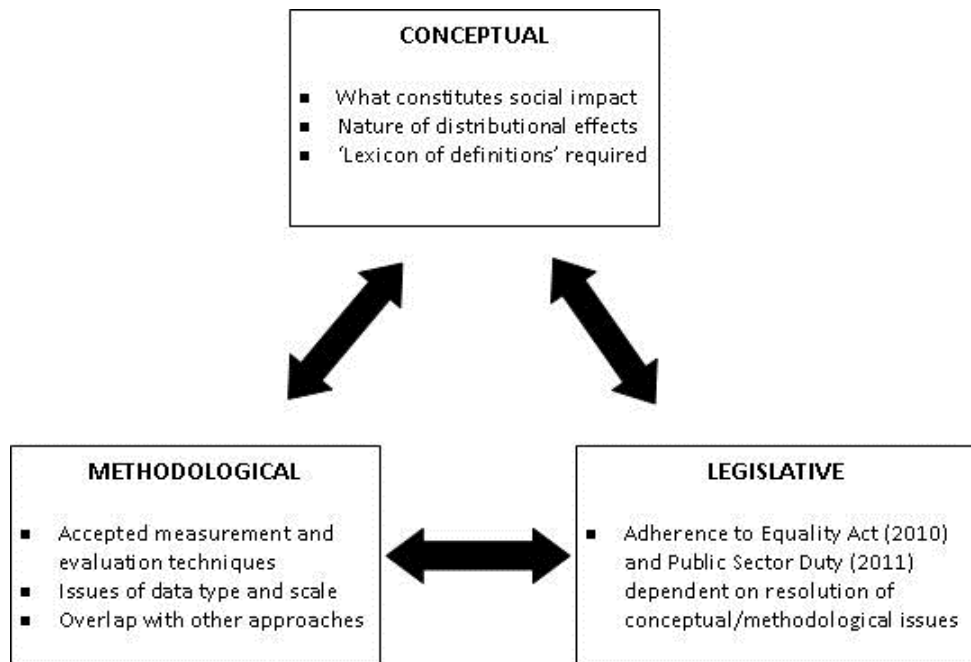 CONCEPTUAL
▪ What constitutes social impact
▪ Nature of distributional effects
▪ ‘Lexicon of definitions’ required
METHODOLOGICAL
▪ Accepted measurement and
evaluation techniques
▪ Issues of data type and scale
▪ Overlap with other approaches
LEGISLATIVE
▪ Adherence to Equality Act (2010)
and Public Sector Duty (2011)
dependent on resolution of
conceptual/methodological issues